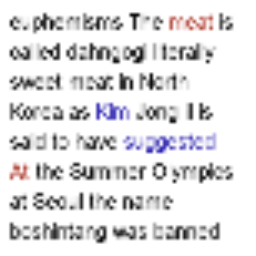 euphemisms The meat is
called dahngogi literally
sweet meat in North
Korea as Kim Jong Il is
said to have suggested
At the Summer Olympics
at Seoul the name
boshintang was banned